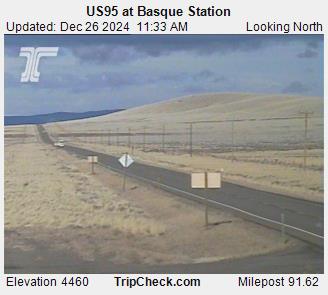 US95 at Basque Station
Updated: Dec 26 2024 11:33 AM Looking North
Elevation 4460 TripCheck.com Milepost 91.62